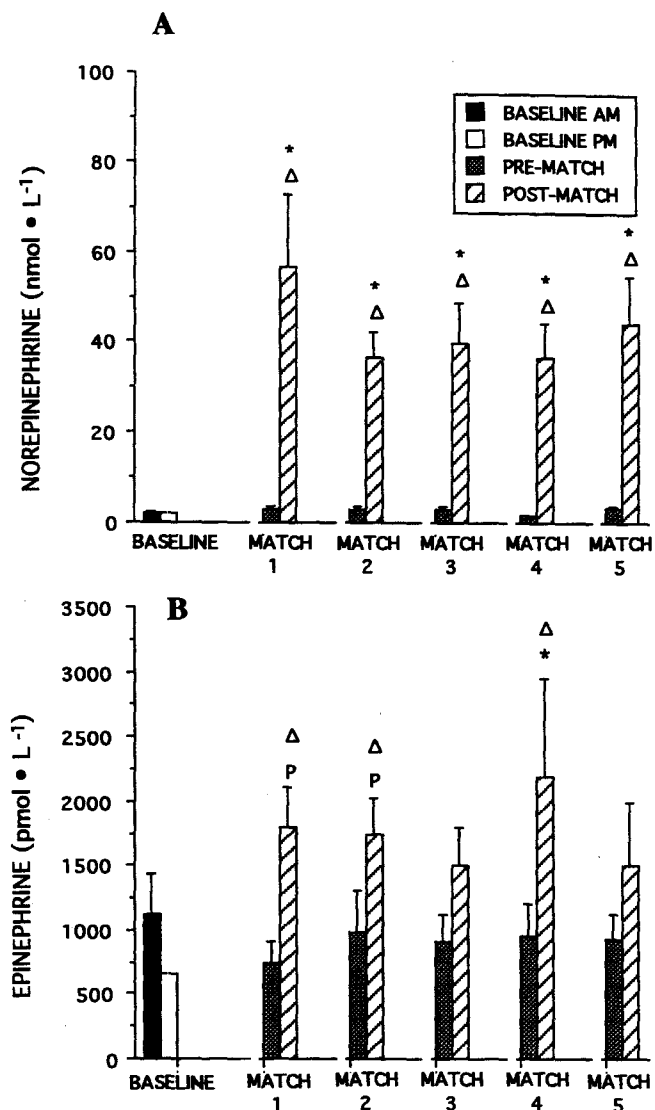 A
NOREPINEPHRINE (nmol • L-1)
100
80
60
40
20
0
BASELINE AM
BASELINE PM
PRE-MATCH
POST-MATCH
* * * * *
Δ Δ Δ Δ Δ
BASELINE MATCH MATCH MATCH MATCH MATCH
1 2 3 4 5
B
EPINEPHRINE (pmol • L-1)
3500
3000
2500
2000
1500
1000
500
0
Δ Δ Δ
P P *
BASELINE MATCH MATCH MATCH MATCH MATCH
1 2 3 4 5